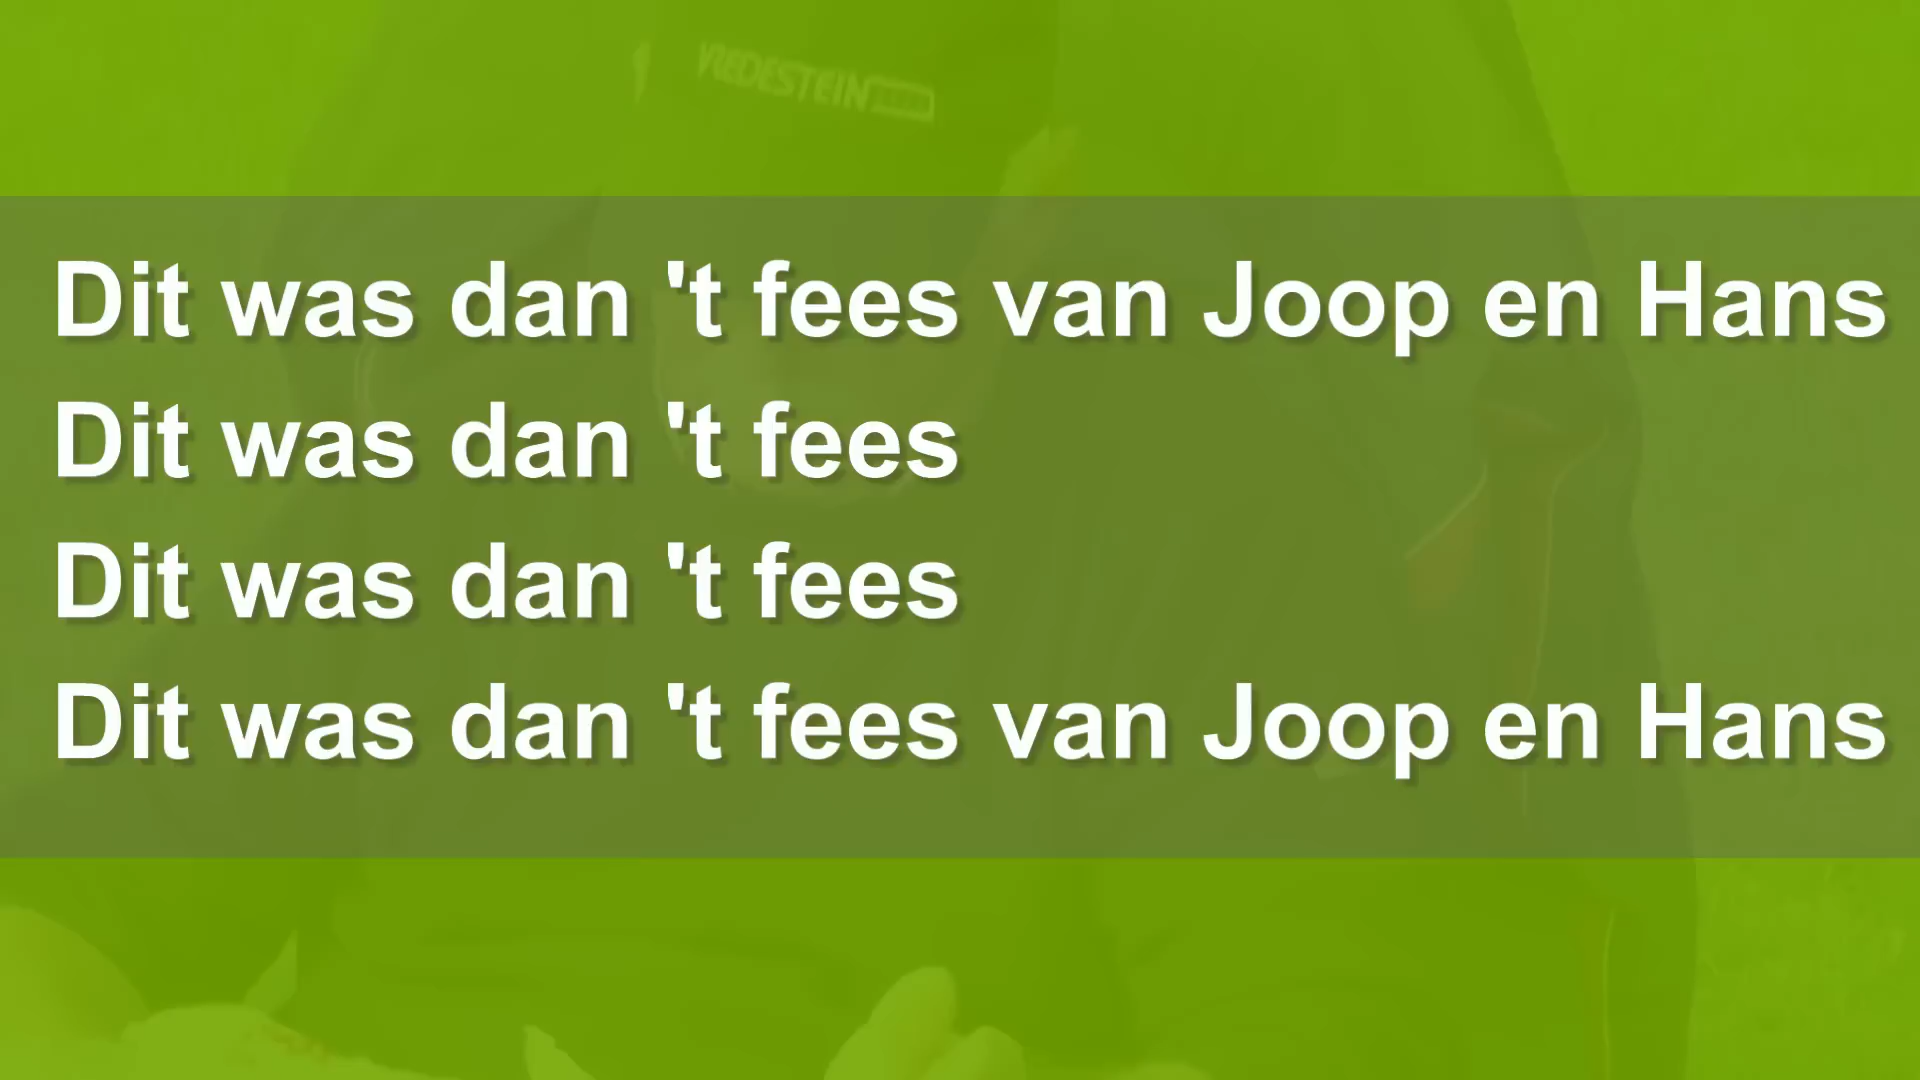 VREDESTEIN
Dit was dan 't fees van Joop en Hans
Dit was dan 't fees
Dit was dan 't fees
Dit was dan 't fees van Joop en Hans